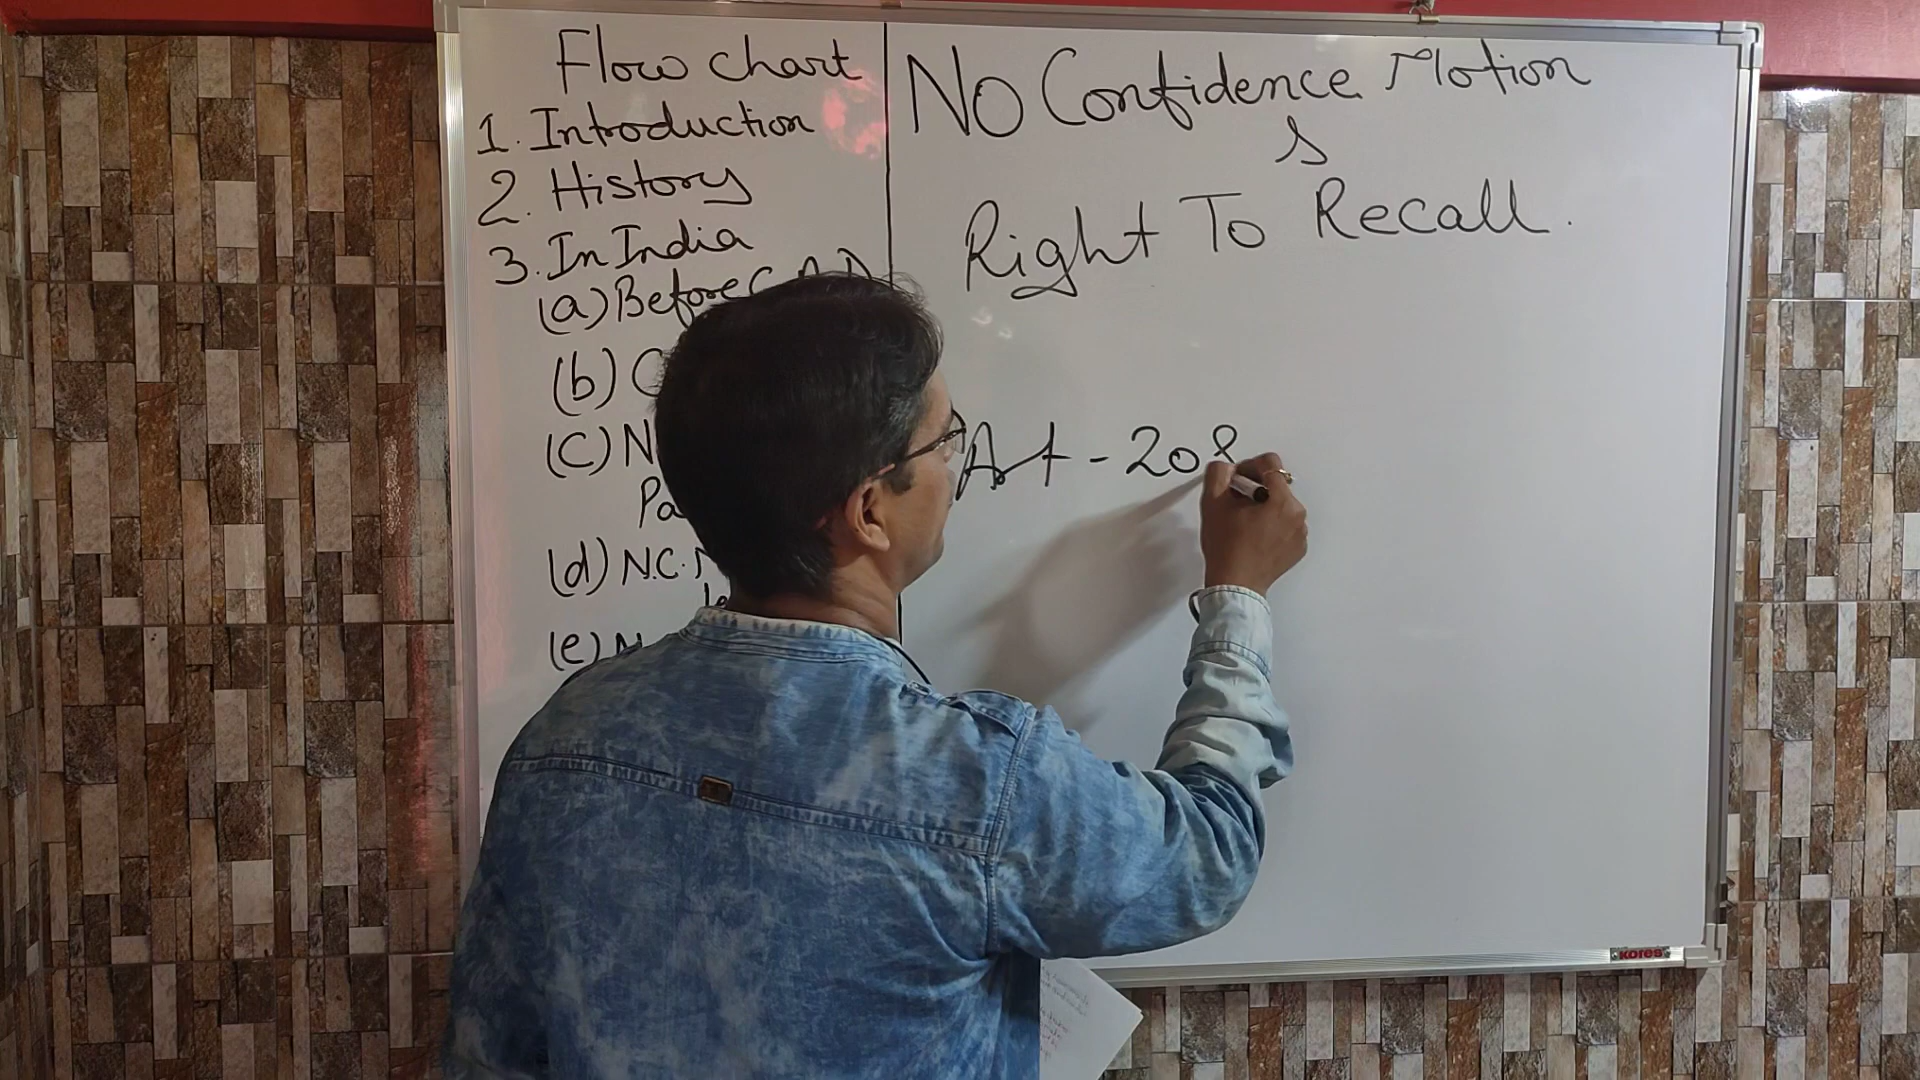 Flow chart
1. Introduction
2. History
3. In India
(a) Before
(b) C
(C) N
Pa
(d) N.C.
(e) N
No Confidence Motion
&
Right To Recall.
Art - 208
Kores